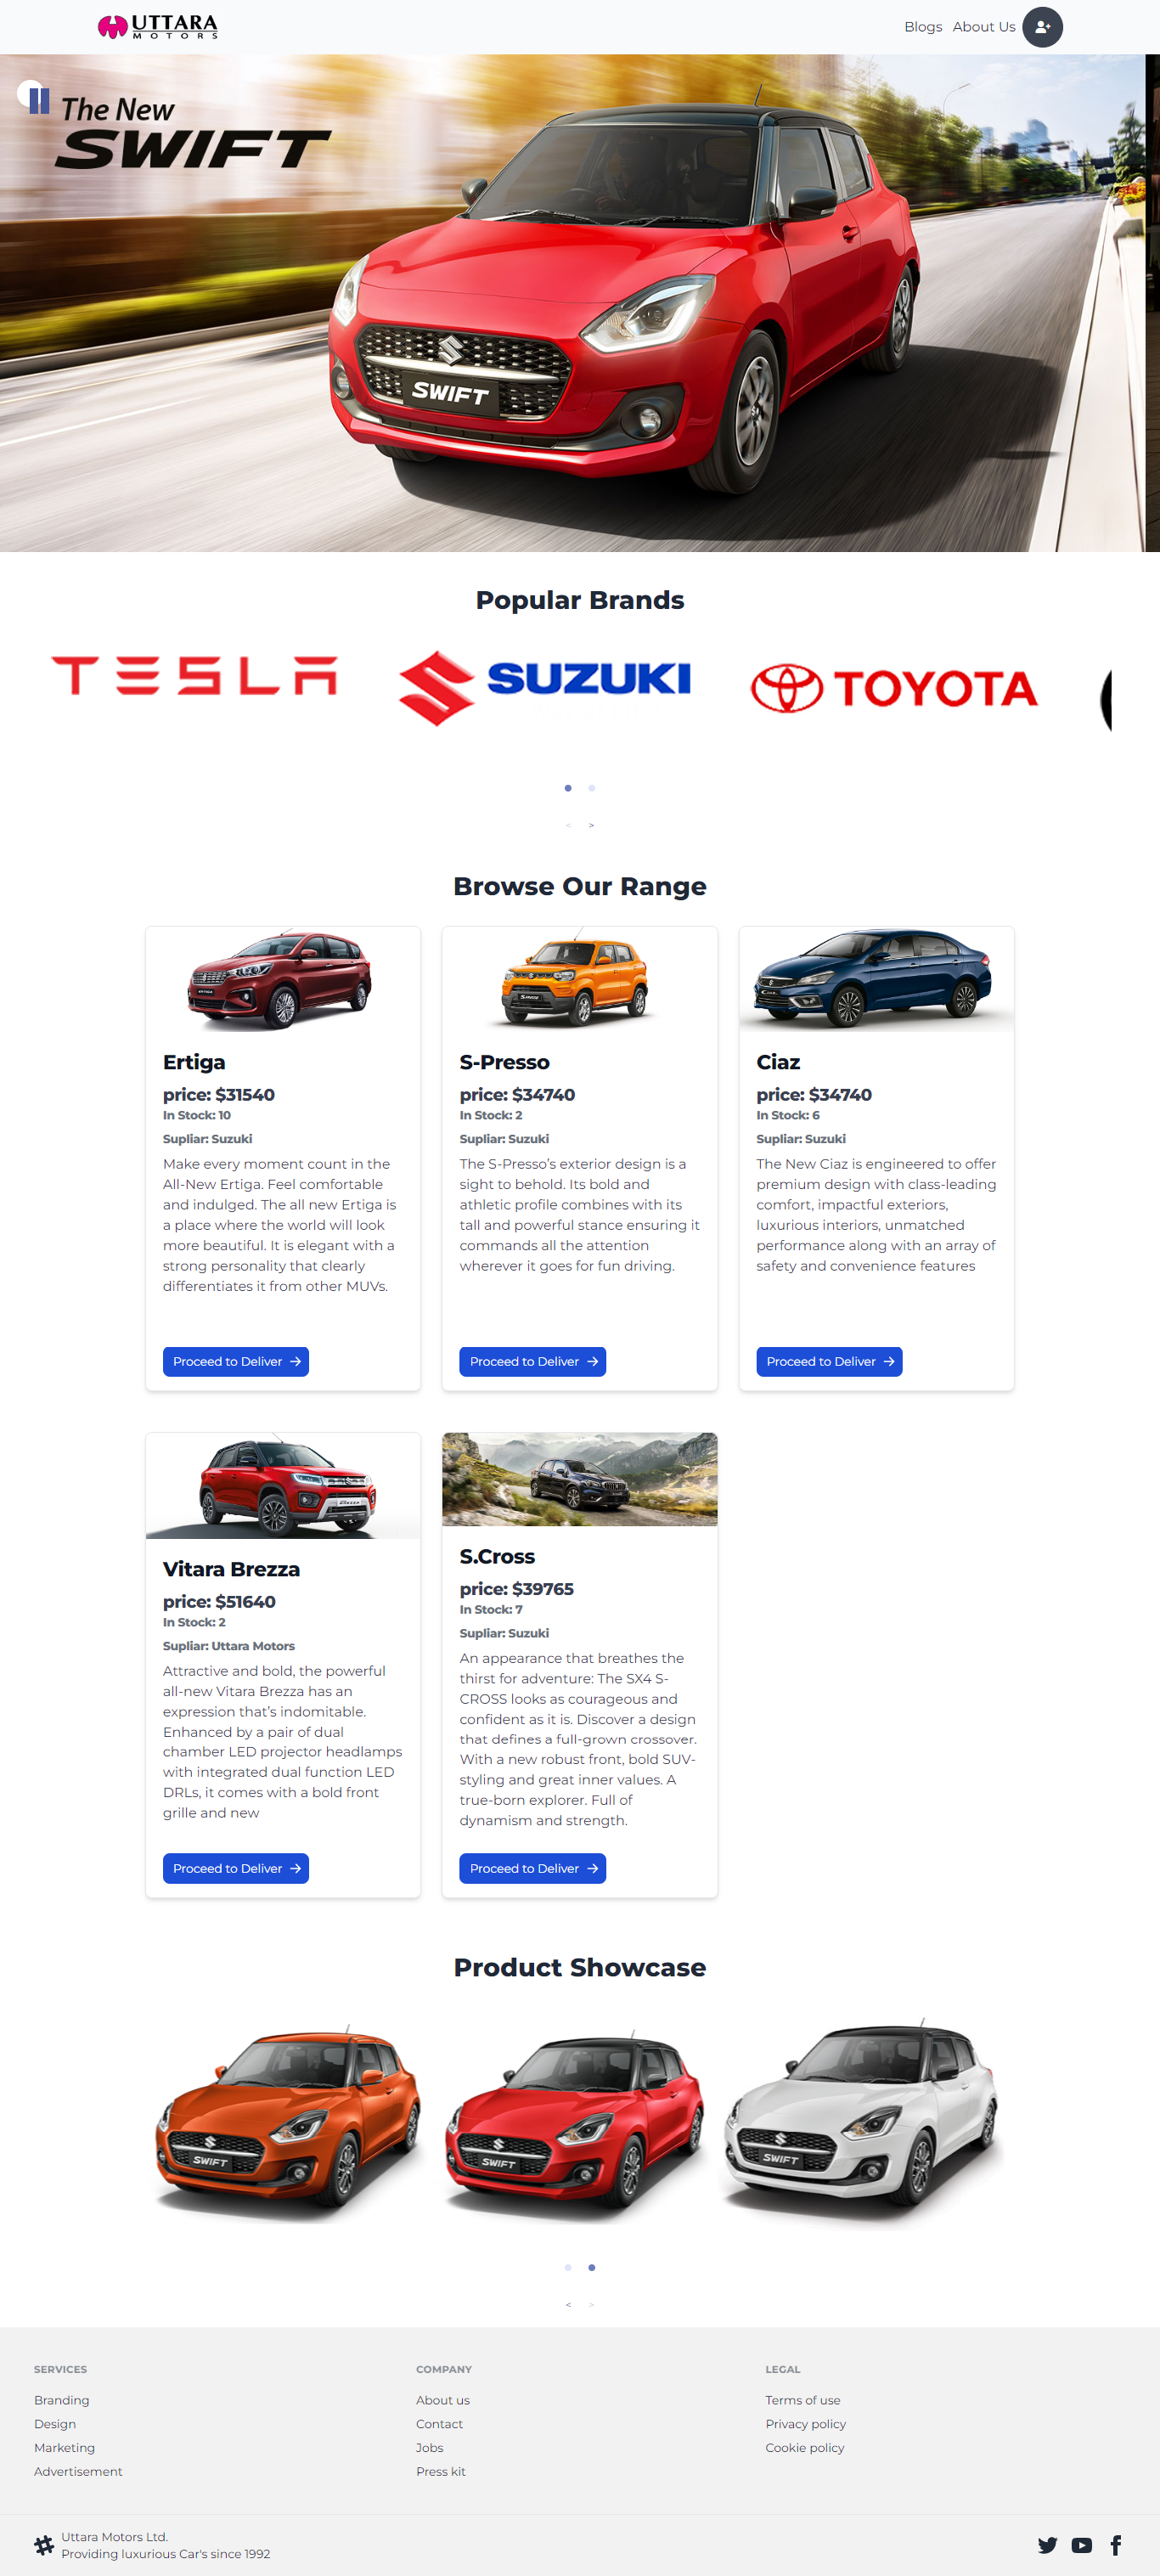 UTTARA
MOTORS
Blogs
About Us
The New
SWIFT
SWIFT
Popular Brands
TESLA
SUZUKI
TOYOTA
<
>
Browse Our Range
ERTIGA
Ertiga
price: $31540
In Stock: 10
Supliar: Suzuki
Make every moment count in the
All-New Ertiga. Feel comfortable
and indulged. The all new Ertiga is
a place where the world will look
more beautiful. It is elegant with a
strong personality that clearly
differentiates it from other MUVs.
Proceed to Deliver →
S-Presso
price: $34740
In Stock: 2
Supliar: Suzuki
The S-Presso’s exterior design is a
sight to behold. Its bold and
athletic profile combines with its
tall and powerful stance ensuring it
commands all the attention
wherever it goes for fun driving.
Proceed to Deliver →
Ciaz
price: $34740
In Stock: 6
Supliar: Suzuki
The New Ciaz is engineered to offer
premium design with class-leading
comfort, impactful exteriors,
luxurious interiors, unmatched
performance along with an array of
safety and convenience features
Proceed to Deliver →
Vitara Brezza
price: $51640
In Stock: 2
Supliar: Uttara Motors
Attractive and bold, the powerful
all-new Vitara Brezza has an
expression that’s indomitable.
Enhanced by a pair of dual
chamber LED projector headlamps
with integrated dual function LED
DRLs, it comes with a bold front
grille and new
Proceed to Deliver →
S.Cross
price: $39765
In Stock: 7
Supliar: Suzuki
An appearance that breathes the
thirst for adventure: The SX4 S-
CROSS looks as courageous and
confident as it is. Discover a design
that defines a full-grown crossover.
With a new robust front, bold SUV-
styling and great inner values. A
true-born explorer. Full of
dynamism and strength.
Proceed to Deliver →
Product Showcase
SWIFT
SWIFT
SWIFT
<
>
SERVICES
Branding
Design
Marketing
Advertisement
COMPANY
About us
Contact
Jobs
Press kit
LEGAL
Terms of use
Privacy policy
Cookie policy
Uttara Motors Ltd.
Providing luxurious Car's since 1992